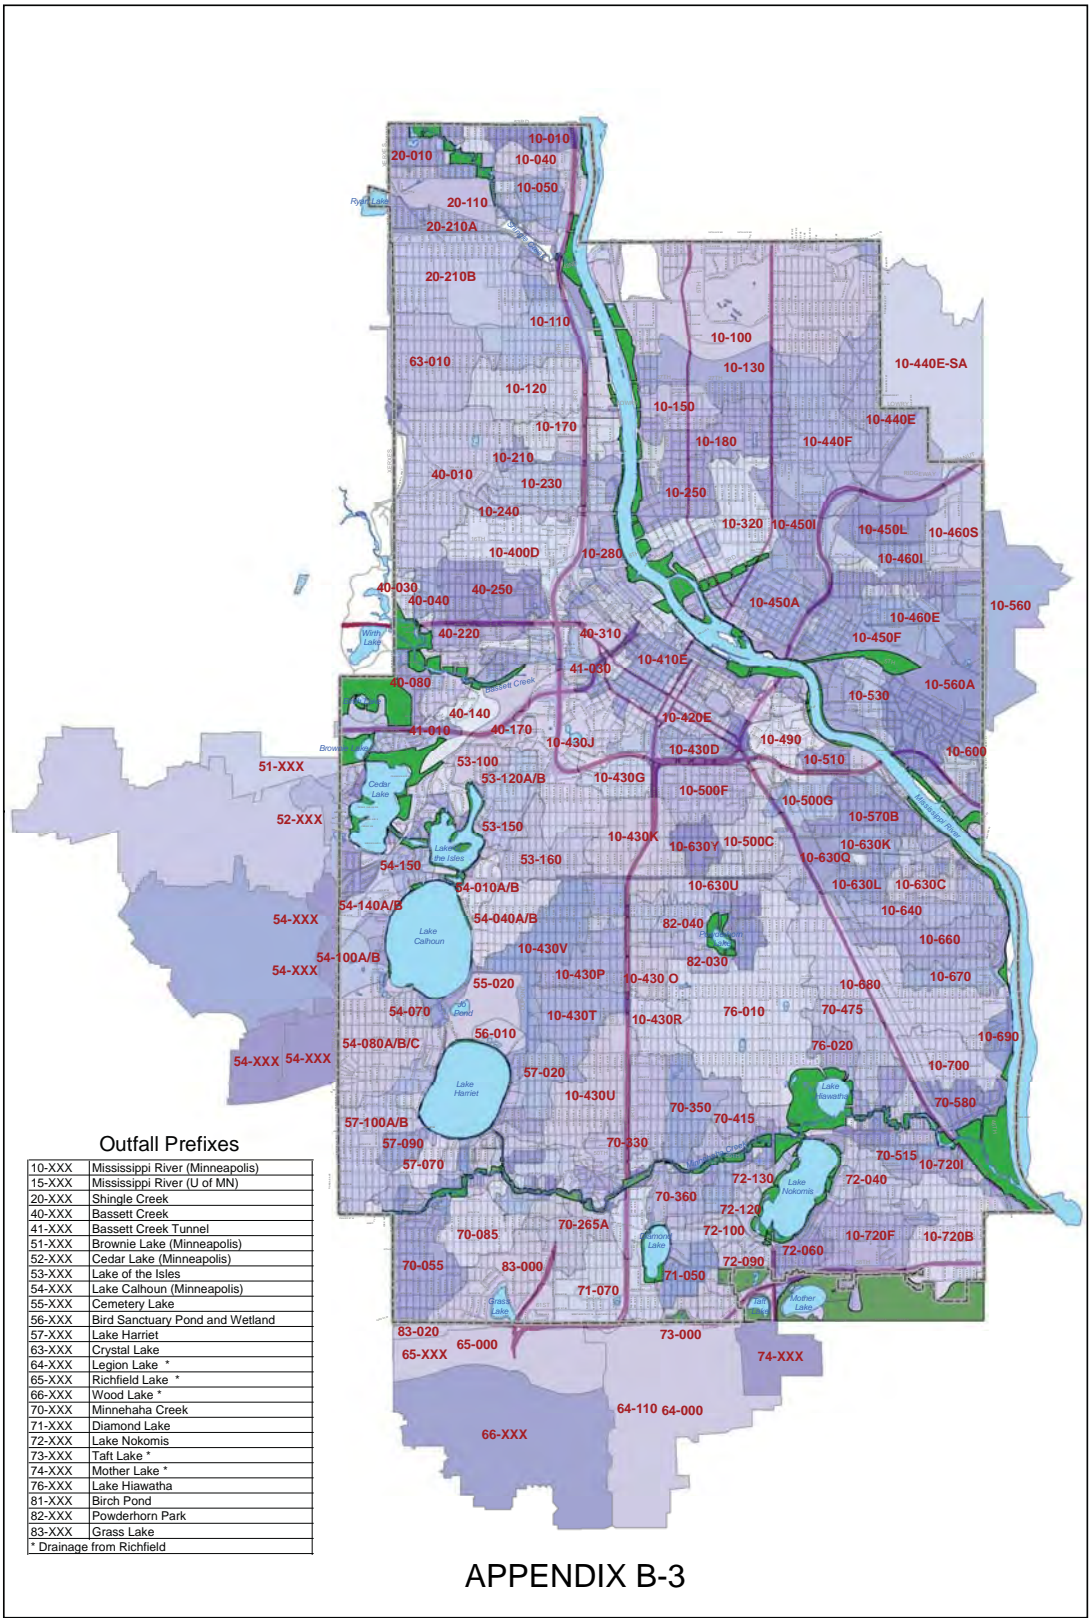 10-010
20-010
10-040
10-050
20-110
Ryan Lake
20-210A
20-210B
10-110
10-100
63-010
10-130
10-440E-SA
10-120
10-150
10-440E
10-170
10-180
10-440F
10-210
40-010
10-230
10-250
10-240
10-320
10-450I
10-450L
10-460S
10-400D
10-280
10-460I
40-030
40-250
40-040
10-450A
10-560
10-460E
40-220
40-310
10-450F
Wirth Lake
10-410E
41-030
40-080
Bassett Creek
10-560A
10-530
40-140
10-420E
41-010
40-170
10-430J
10-490
Brownie Lake
10-430D
10-600
53-100
10-510
51-XXX
53-120A/B
10-430G
Cedar Lake
10-500F
10-500G
Mississippi River
52-XXX
53-150
10-570B
10-430K
10-630Y
10-500C
10-630K
Lake of the Isles
53-160
10-630Q
54-150
54-010A/B
10-630U
10-630L
10-630C
54-140A/B
10-640
54-XXX
54-040A/B
82-040
Lake Calhoun
10-660
10-430V
54-100A/B
82-030
54-XXX
10-430P
10-430 O
10-670
55-020
10-680
54-070
10-430T
10-430R
76-010
70-475
56-010
10-690
54-080A/B/C
76-020
54-XXX
54-XXX
10-700
57-020
Lake Harriet
10-430U
Lake Hiawatha
70-580
70-350
57-100A/B
70-415
57-090
70-330
57-070
70-515
10-720I
72-130
72-040
Lake Nokomis
70-360
72-120
70-265A
72-100
70-085
10-720F
10-720B
Diamond Lake
72-060
70-055
83-000
72-090
71-050
71-070
Grass Lake
Taft Lake
Mother Lake
83-020
65-000
73-000
65-XXX
74-XXX
64-110
64-000
66-XXX
Outfall Prefixes
10-XXX Mississippi River (Minneapolis)
15-XXX Mississippi River (U of MN)
20-XXX Shingle Creek
40-XXX Bassett Creek
41-XXX Bassett Creek Tunnel
51-XXX Brownie Lake (Minneapolis)
52-XXX Cedar Lake (Minneapolis)
53-XXX Lake of the Isles
54-XXX Lake Calhoun (Minneapolis)
55-XXX Cemetery Lake
56-XXX Bird Sanctuary Pond and Wetland
57-XXX Lake Harriet
63-XXX Crystal Lake
64-XXX Legion Lake *
65-XXX Richfield Lake *
66-XXX Wood Lake *
70-XXX Minnehaha Creek
71-XXX Diamond Lake
72-XXX Lake Nokomis
73-XXX Taft Lake *
74-XXX Mother Lake *
76-XXX Lake Hiawatha
81-XXX Birch Pond
82-XXX Powderhorn Park
83-XXX Grass Lake
* Drainage from Richfield
APPENDIX B-3